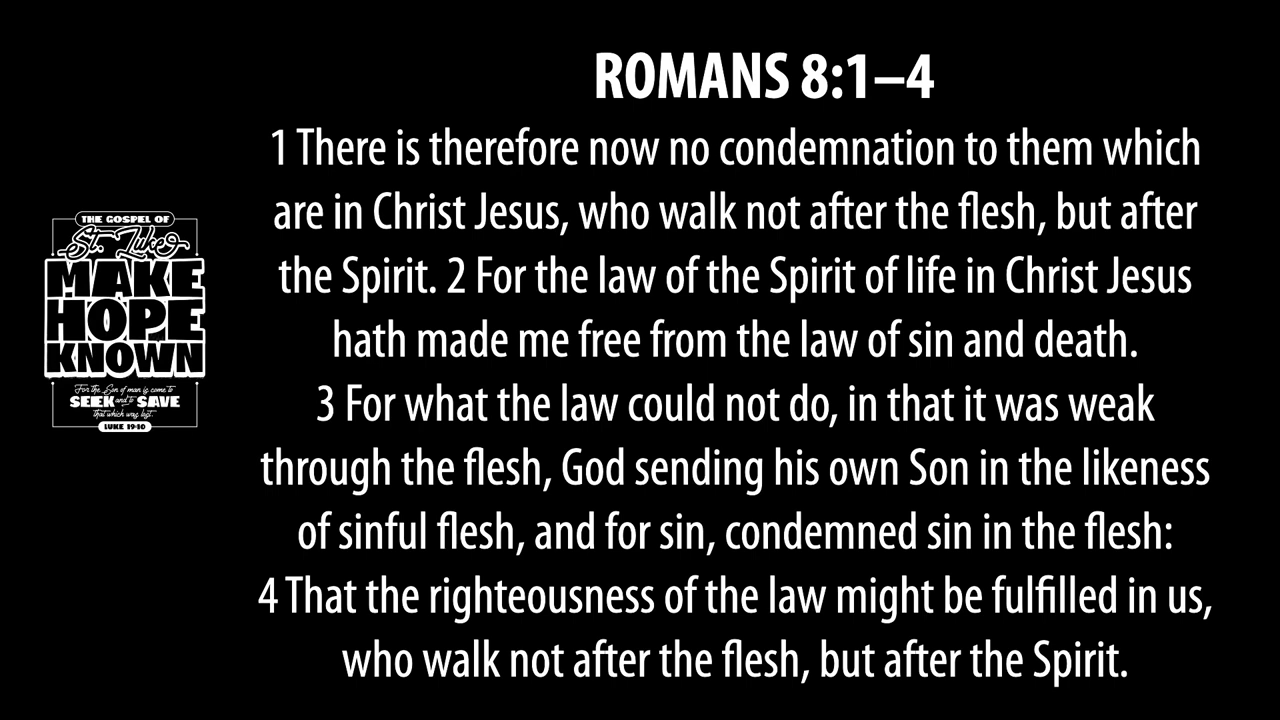 ROMANS 8:1–4
1 There is therefore now no condemnation to them which
are in Christ Jesus, who walk not after the flesh, but after
the Spirit. 2 For the law of the Spirit of life in Christ Jesus
hath made me free from the law of sin and death.
3 For what the law could not do, in that it was weak
through the flesh, God sending his own Son in the likeness
of sinful flesh, and for sin, condemned sin in the flesh:
4 That the righteousness of the law might be fulfilled in us,
who walk not after the flesh, but after the Spirit.
THE GOSPEL OF
St. Luke
MAKE
HOPE
KNOWN
For the Son of man is come to
SEEK and to SAVE
that which was lost.
LUKE 19:10